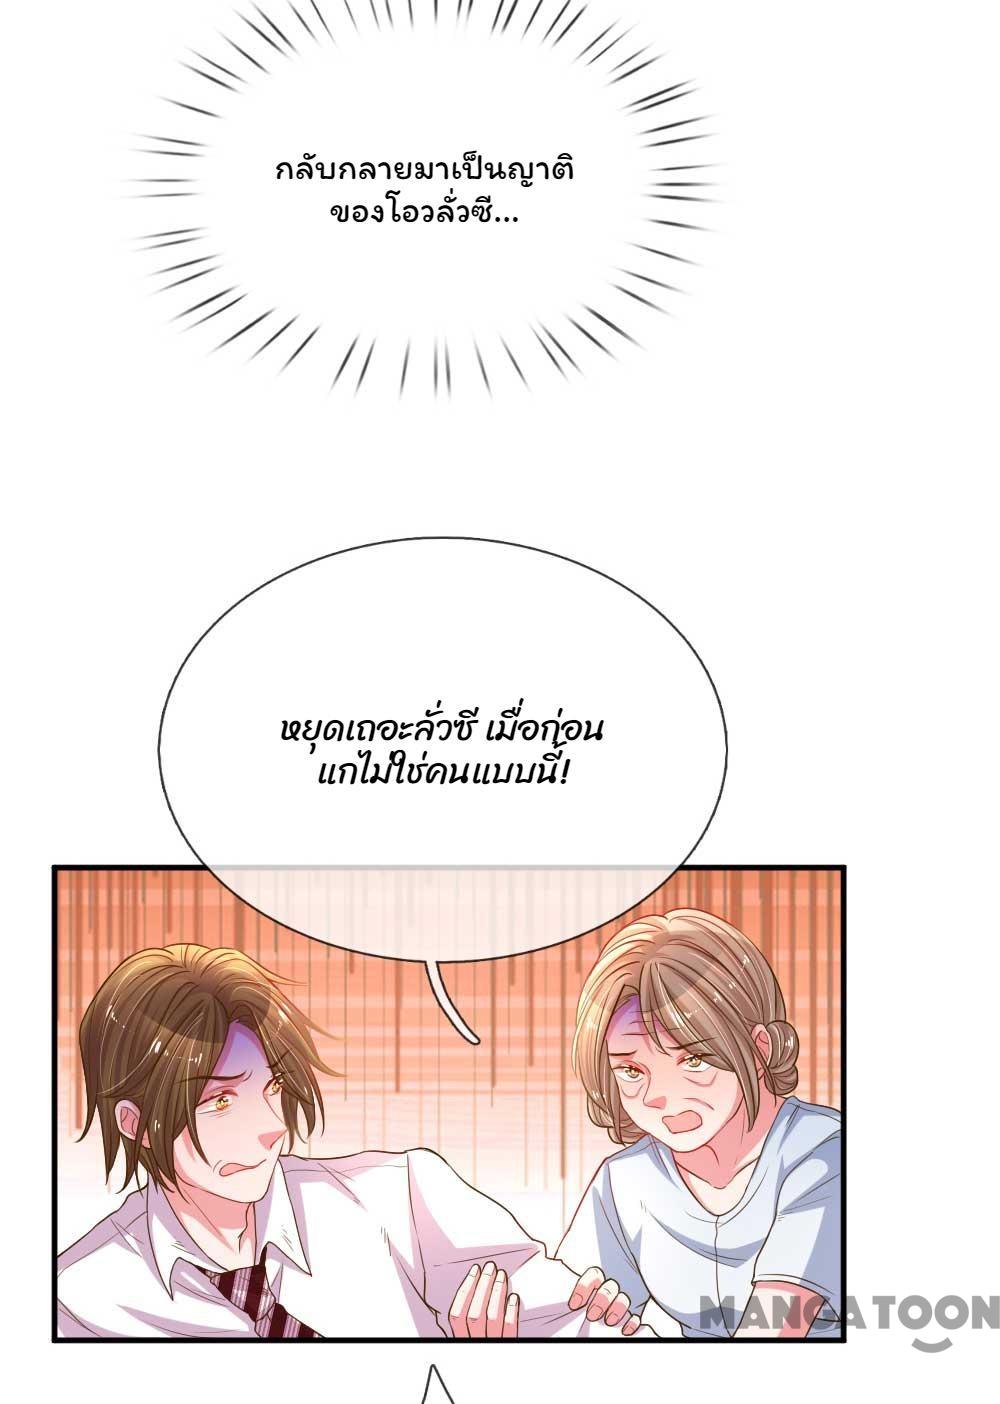 กลับกลายมาเป็นญาติ
ของโอวลั่วซี...
หยุดเถอะลั่วซี เมื่อก่อน
แกไม่ใช่คนแบบนี้!
MANGATOON